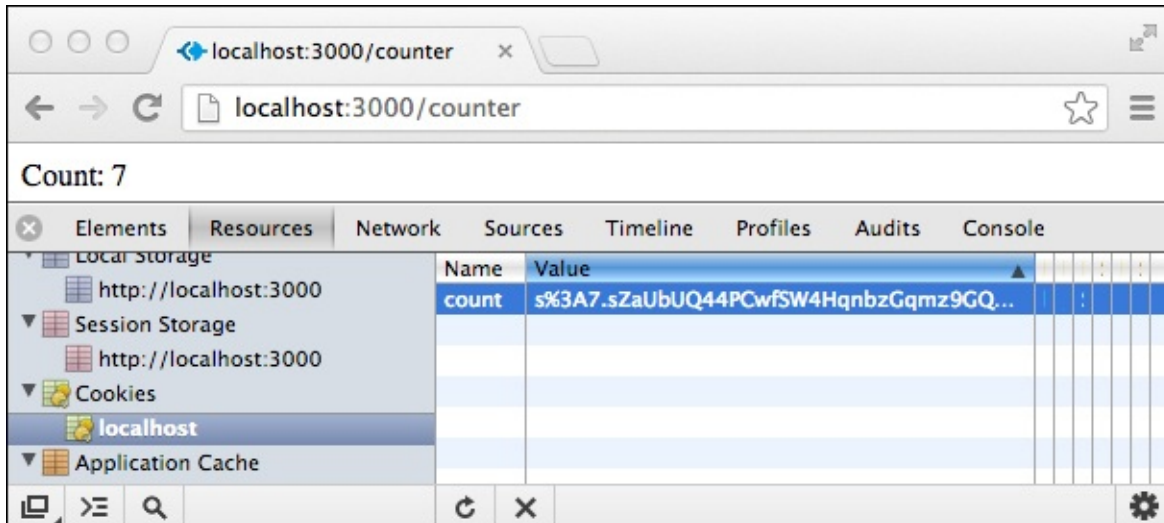 localhost:3000/counter
localhost:3000/counter
Count: 7
Elements Resources Network Sources Timeline Profiles Audits Console
Local Storage
Name Value
http://localhost:3000
count s%3A7.sZaUbUQ44PCwfSW4HqnbzGqmz9GQ...
Session Storage
http://localhost:3000
Cookies
localhost
Application Cache